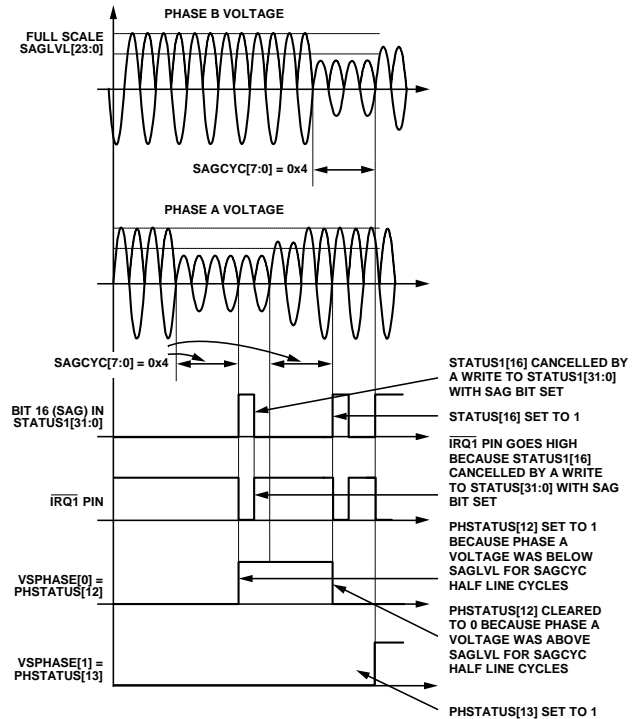 PHASE B VOLTAGE
FULL SCALE
SAGLVL[23:0]
SAGCYC[7:0] = 0x4
PHASE A VOLTAGE
SAGCYC[7:0] = 0x4
STATUS1[16] CANCELLED BY
A WRITE TO STATUS1[31:0]
WITH SAG BIT SET
BIT 16 (SAG) IN
STATUS1[31:0]
STATUS[16] SET TO 1
IRQ1 PIN GOES HIGH
BECAUSE STATUS1[16]
CANCELLED BY A WRITE
TO STATUS[31:0] WITH SAG
BIT SET
IRQ1 PIN
PHSTATUS[12] SET TO 1
BECAUSE PHASE A
VOLTAGE WAS BELOW
SAGLVL FOR SAGCYC
HALF LINE CYCLES
VSPHASE[0] =
PHSTATUS[12]
PHSTATUS[12] CLEARED
TO 0 BECAUSE PHASE A
VOLTAGE WAS ABOVE
SAGLVL FOR SAGCYC
HALF LINE CYCLES
VSPHASE[1] =
PHSTATUS[13]
PHSTATUS[13] SET TO 1